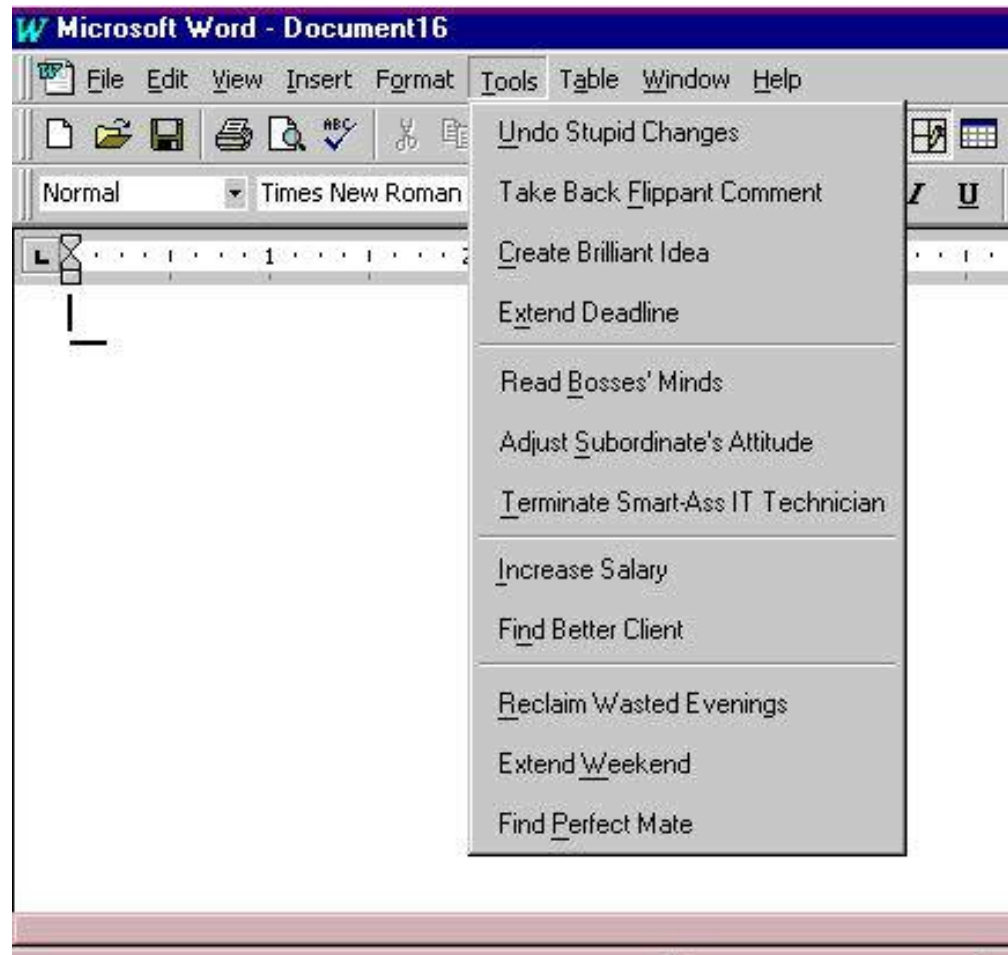 Microsoft Word - Document16
File Edit View Insert Format Tools Table Window Help
ABC
Normal Times New Roman I U
1 2
Undo Stupid Changes
Take Back Flippant Comment
Create Brilliant Idea
Extend Deadline
Read Bosses' Minds
Adjust Subordinate's Attitude
Terminate Smart-Ass IT Technician
Increase Salary
Find Better Client
Reclaim Wasted Evenings
Extend Weekend
Find Perfect Mate